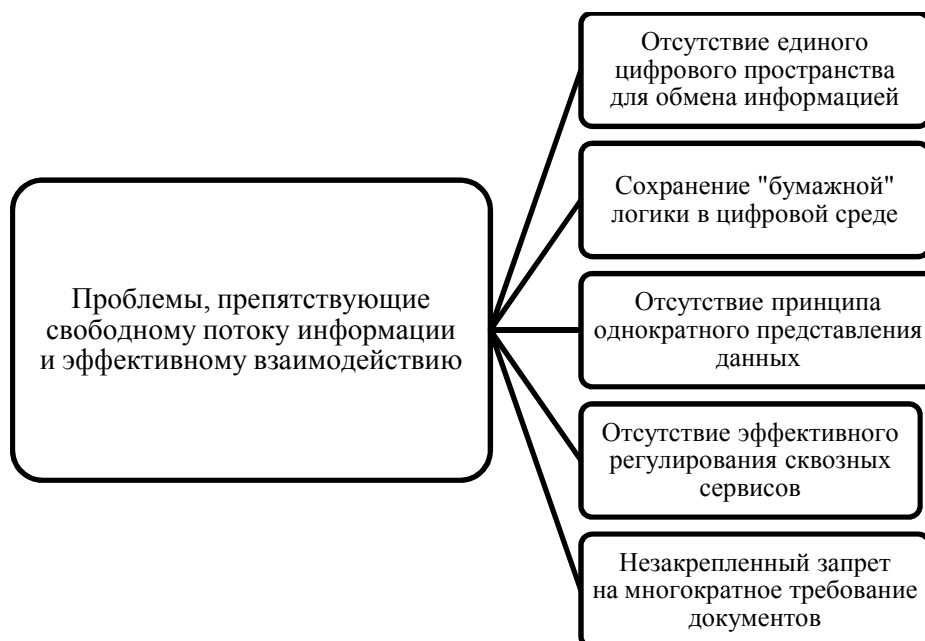 Проблемы, препятствующие
свободному потоку информации
и эффективному взаимодействию
Отсутствие единого
цифрового пространства
для обмена информацией
Сохранение "бумажной"
логики в цифровой среде
Отсутствие принципа
однократного представления
данных
Отсутствие эффективного
регулирования сквозных
сервисов
Незакрепленный запрет
на многократное требование
документов